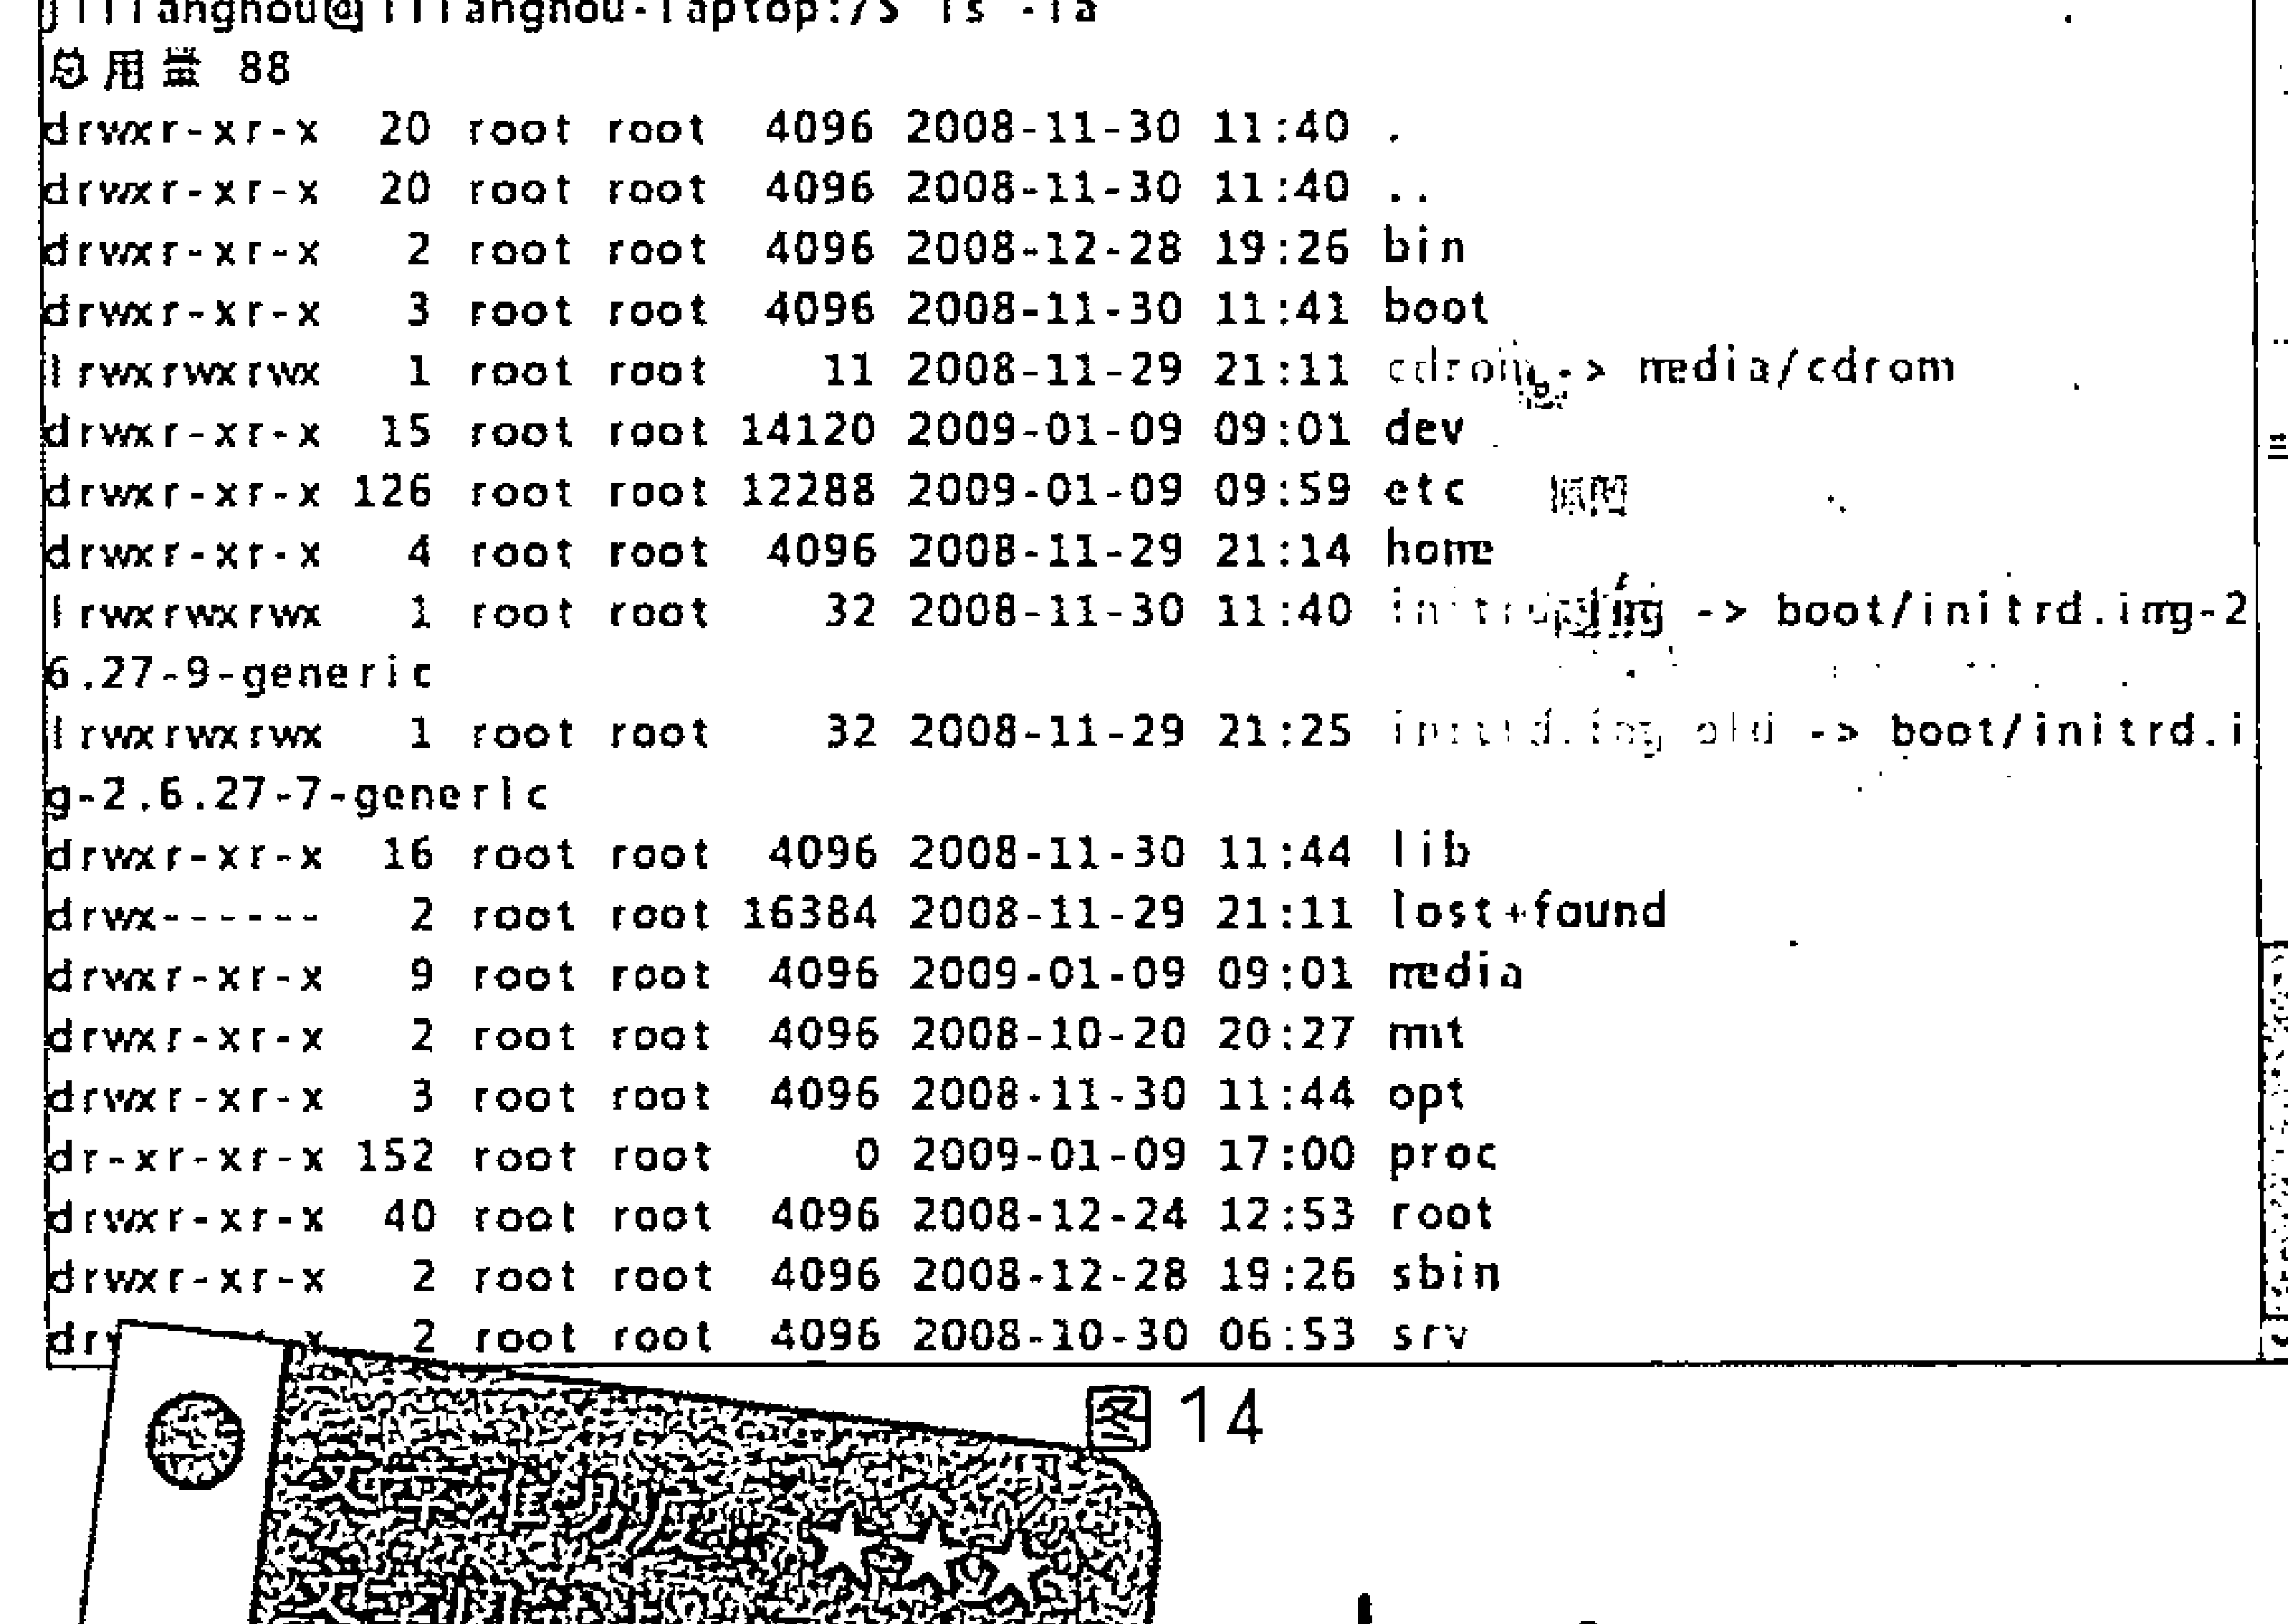 总用量 88
drwxr-xr-x 20 root root 4096 2008-11-30 11:40 .
drwxr-xr-x 20 root root 4096 2008-11-30 11:40 ..
drwxr-xr-x 2 root root 4096 2008-12-28 19:26 bin
drwxr-xr-x 3 root root 4096 2008-11-30 11:41 boot
lrwxrwxrwx 1 root root 11 2008-11-29 21:11 cdrom -> media/cdrom
drwxr-xr-x 15 root root 14120 2009-01-09 09:01 dev
drwxr-xr-x 126 root root 12288 2009-01-09 09:59 etc
drwxr-xr-x 4 root root 4096 2008-11-29 21:14 home
lrwxrwxrwx 1 root root 32 2008-11-30 11:40 -> boot/initrd.img-2
6.27-9-generic
lrwxrwxrwx 1 root root 32 2008-11-29 21:25 initrd.img old -> boot/initrd.i
g-2.6.27-7-generic
drwxr-xr-x 16 root root 4096 2008-11-30 11:44 lib
drwx------ 2 root root 16384 2008-11-29 21:11 lost+found
drwxr-xr-x 9 root root 4096 2009-01-09 09:01 media
drwxr-xr-x 2 root root 4096 2008-10-20 20:27 mnt
drwxr-xr-x 3 root root 4096 2008-11-30 11:44 opt
dr-xr-xr-x 152 root root 0 2009-01-09 17:00 proc
drwxr-xr-x 40 root root 4096 2008-12-24 12:53 root
drwxr-xr-x 2 root root 4096 2008-12-28 19:26 sbin
2 root root 4096 2008-10-30 06:53 srv
图 14